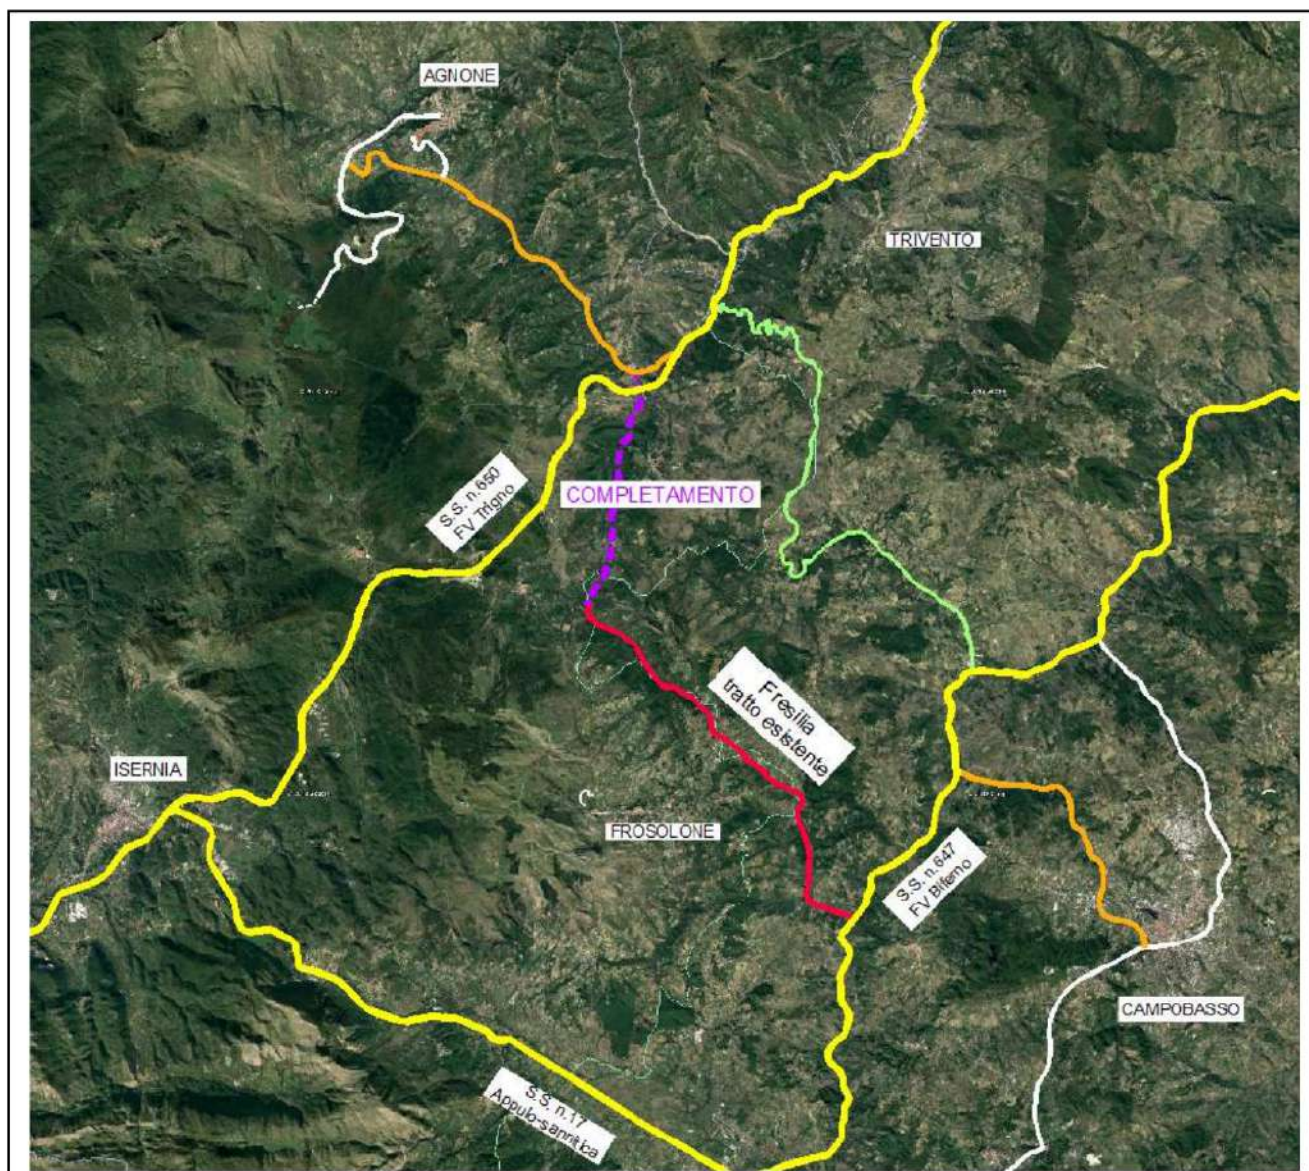 AGNONE
TRIVENTO
S.S. n.650
FV Trigno
COMPLETAMENTO
Fresilia
tratto esistente
ISERNIA
FROSOLONE
S.S. n.647
FV Biferno
CAMPOBASSO
S.S. n.17
Appulo-sannitica